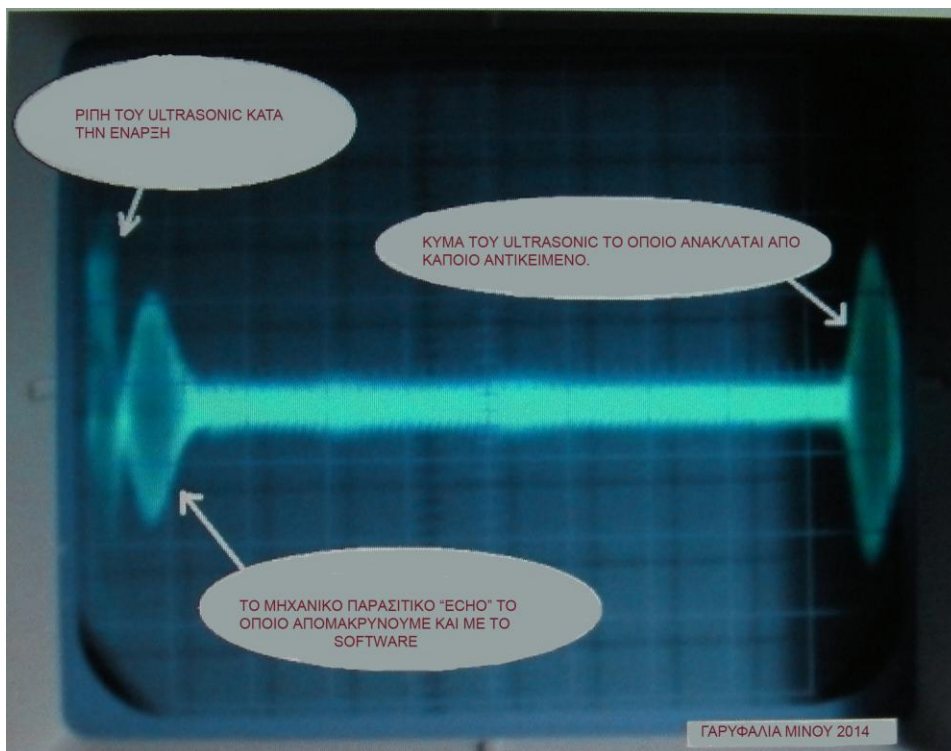 ΡΙΠΗ ΤΟΥ ULTRASONIC ΚΑΤΑ
ΤΗΝ ΕΝΑΡΞΗ
ΚΥΜΑ ΤΟΥ ULTRASONIC ΤΟ ΟΠΟΙΟ ΑΝΑΚΛΑΤΑΙ ΑΠΟ
ΚΑΠΟΙΟ ΑΝΤΙΚΕΙΜΕΝΟ.
ΤΟ ΜΗΧΑΝΙΚΟ ΠΑΡΑΣΙΤΙΚΟ “ECHO” ΤΟ
ΟΠΟΙΟ ΑΠΟΜΑΚΡΥΝΟΥΜΕ ΚΑΙ ΜΕ ΤΟ
SOFTWARE
ΓΑΡΥΦΑΛΙΑ ΜΙΝΟΥ 2014